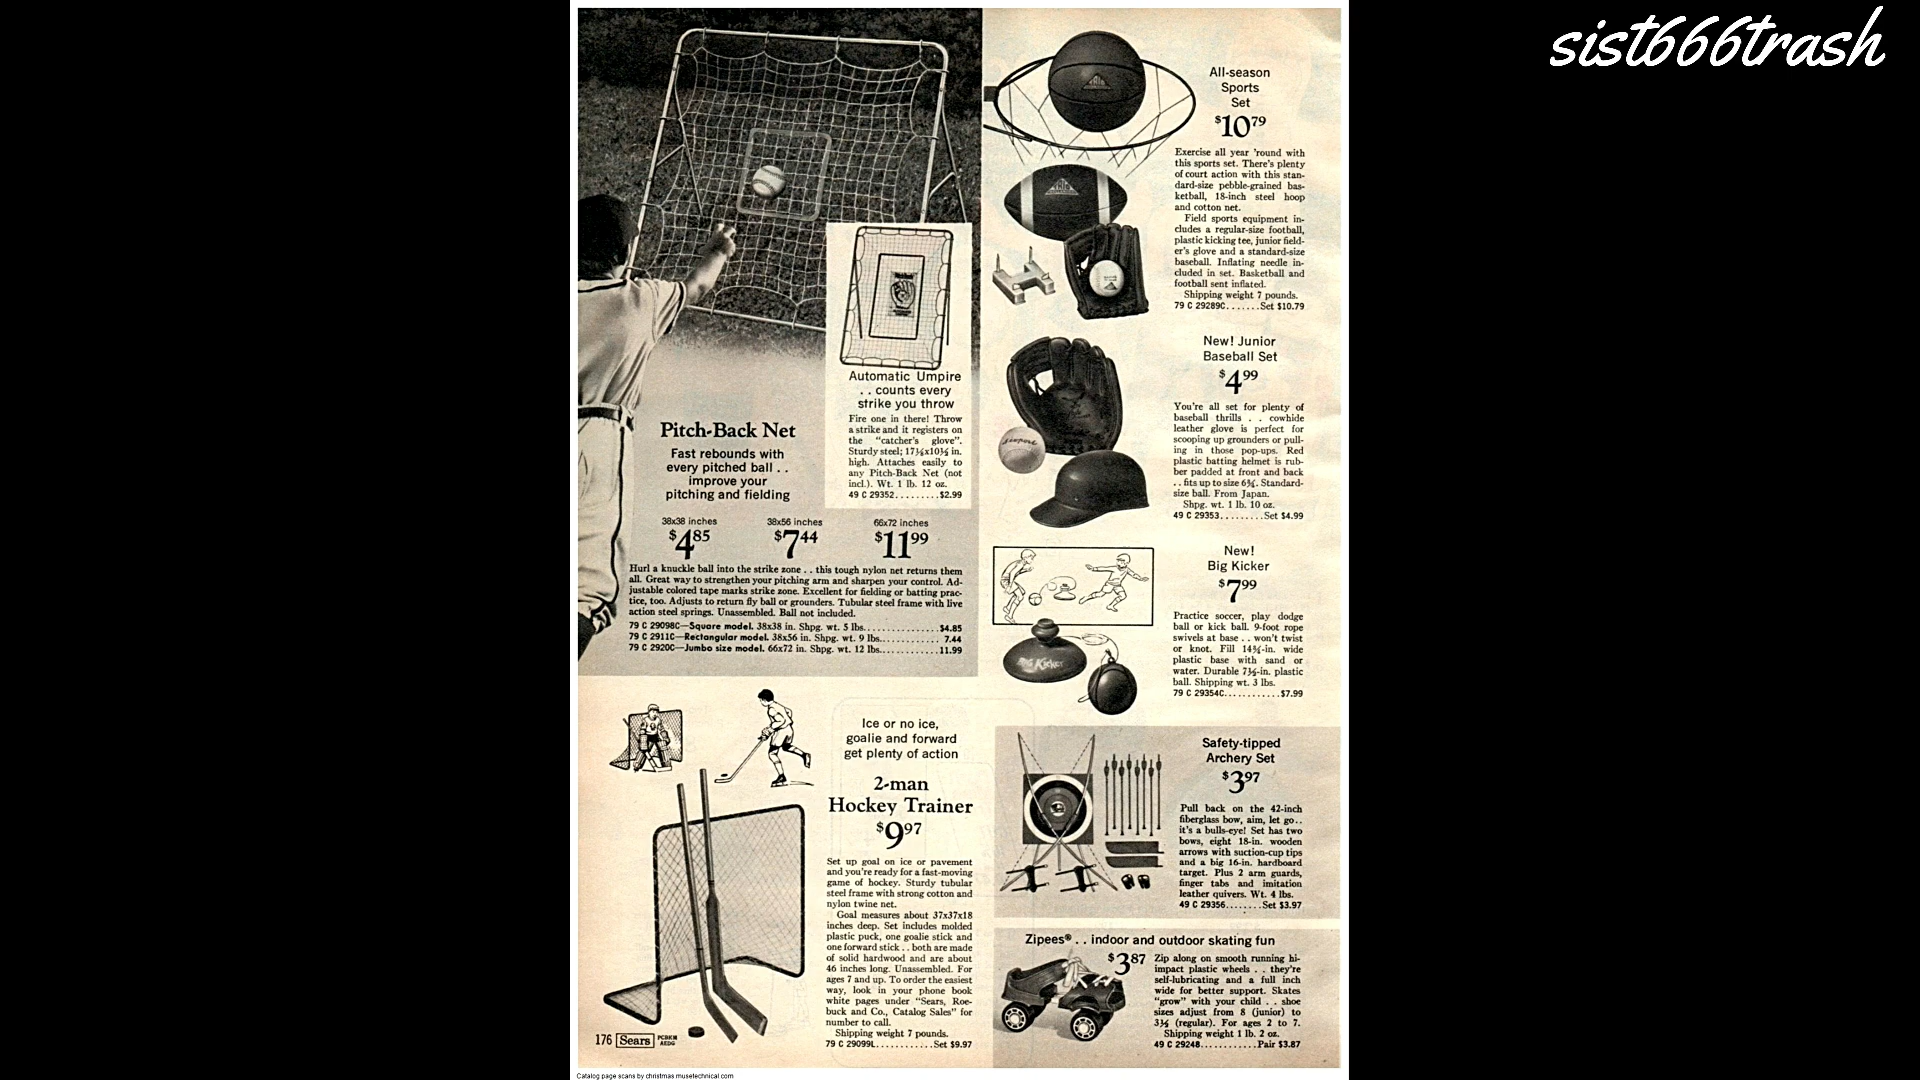 sist666trash
Pitch-Back Net
Fast rebounds with
every pitched ball . .
improve your
pitching and fielding
Automatic Umpire
. . counts every
strike you throw
Fire one in there! Throw
a strike and it registers on
the "catcher's glove".
Sturdy steel; 17½x10½ in.
high. Attaches easily to
any Pitch-Back Net (not
incl.). Wt. 1 lb. 12 oz.
49 C 29352.........$2.99
38x38 inches
$4 85
38x56 inches
$7 44
66x72 inches
$11 99
Hurl a knuckle ball into the strike zone . . this tough nylon net returns them
all. Great way to strengthen your pitching arm and sharpen your control. Ad-
justable colored tape marks strike zone. Excellent for fielding or batting prac-
tice, too. Adjusts to return fly ball or grounders. Tubular steel frame with live
action steel springs. Unassembled. Ball not included.
79 C 29098C—Square model. 38x38 in. Shpg. wt. 5 lbs...............$4.85
79 C 2911C—Rectangular model. 38x56 in. Shpg. wt. 9 lbs............ 7.44
79 C 2920C—Jumbo size model. 66x72 in. Shpg. wt. 12 lbs............11.99
Ice or no ice,
goalie and forward
get plenty of action
2-man
Hockey Trainer
$9 97
Set up goal on ice or pavement
and you're ready for a fast-moving
game of hockey. Sturdy tubular
steel frame with strong cotton and
nylon twine net.
Goal measures about 37x37x18
inches deep. Set includes molded
plastic puck, one goalie stick and
one forward stick . . both are made
of solid hardwood and are about
46 inches long. Unassembled. For
ages 7 and up. To order the easiest
way, look in your phone book
white pages under "Sears, Roe-
buck and Co., Catalog Sales" for
number to call.
Shipping weight 7 pounds.
79 C 29099L............Set $9.97
176 Sears PCBKM
AEDG
All-season
Sports
Set
$10 79
Exercise all year 'round with
this sports set. There's plenty
of court action with this stan-
dard-size pebble-grained bas-
ketball, 18-inch steel hoop
and cotton net.
Field sports equipment in-
cludes a regular-size football,
plastic kicking tee, junior field-
er's glove and a standard-size
baseball. Inflating needle in-
cluded in set. Basketball and
football sent inflated.
Shipping weight 7 pounds.
79 C 29289C.......Set $10.79
New! Junior
Baseball Set
$4 99
You're all set for plenty of
baseball thrills . . cowhide
leather glove is perfect for
scooping up grounders or pull-
ing in those pop-ups. Red
plastic batting helmet is rub-
ber padded at front and back
. . fits up to size 6¾. Standard-
size ball. From Japan.
Shpg. wt. 1 lb. 10 oz.
49 C 29353.........Set $4.99
New!
Big Kicker
$7 99
Practice soccer, play dodge
ball or kick ball. 9-foot rope
swivels at base . . won't twist
or knot. Fill 14¾-in. wide
plastic base with sand or
water. Durable 7½-in. plastic
ball. Shipping wt. 3 lbs.
79 C 29354C............$7.99
BIG Kicker
Safety-tipped
Archery Set
$3 97
Pull back on the 42-inch
fiberglass bow, aim, let go . .
it's a bulls-eye! Set has two
bows, eight 18-in. wooden
arrows with suction-cup tips
and a big 16-in. hardboard
target. Plus 2 arm guards,
finger tabs and imitation
leather quivers. Wt. 4 lbs.
49 C 29356........Set $3.97
Zipees® . . indoor and outdoor skating fun
$3 87
Zip along on smooth running hi-
impact plastic wheels . . they're
self-lubricating and a full inch
wide for better support. Skates
"grow" with your child . . shoe
sizes adjust from 8 (junior) to
3½ (regular). For ages 2 to 7.
Shipping weight 1 lb. 2 oz.
49 C 29248............Pair $3.87
Catalog page scans by christmas.musetechnical.com